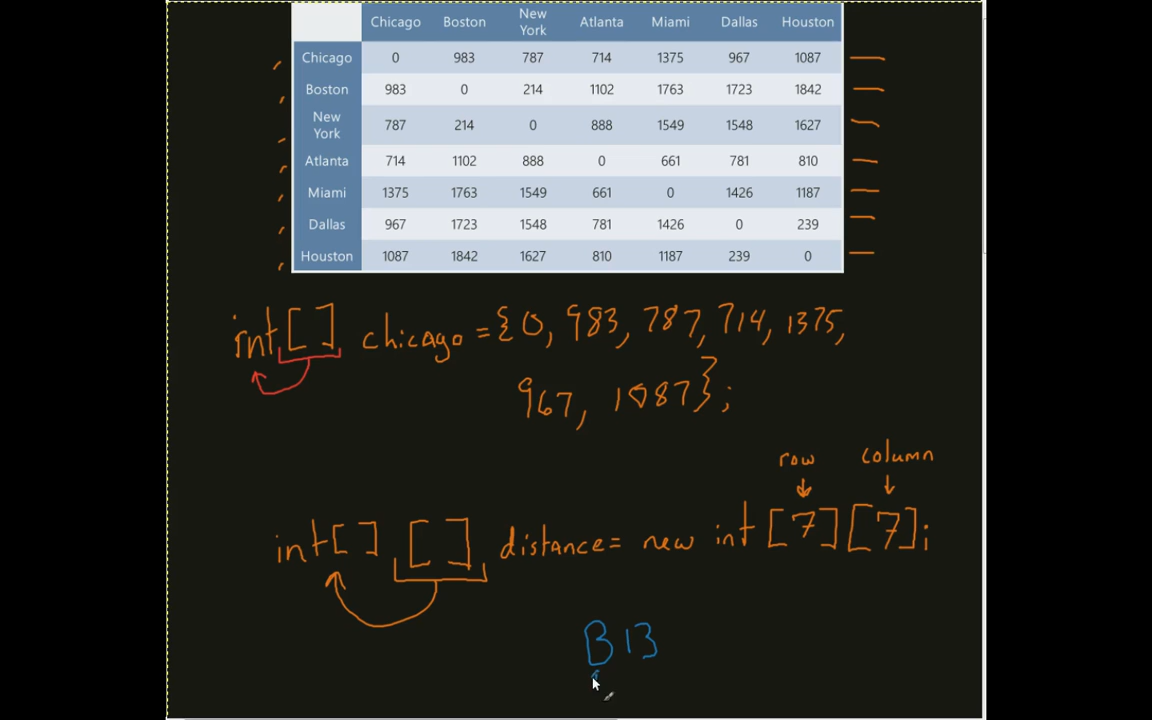 Chicago Boston New York Atlanta Miami Dallas Houston
Chicago 0 983 787 714 1375 967 1087
Boston 983 0 214 1102 1763 1723 1842
New York 787 214 0 888 1549 1548 1627
Atlanta 714 1102 888 0 661 781 810
Miami 1375 1763 1549 661 0 1426 1187
Dallas 967 1723 1548 781 1426 0 239
Houston 1087 1842 1627 810 1187 239 0
int[] chicago = {0, 983, 787, 714, 1375,
967, 1087};
row column
int[] [] distance = new int [7][7];
B13